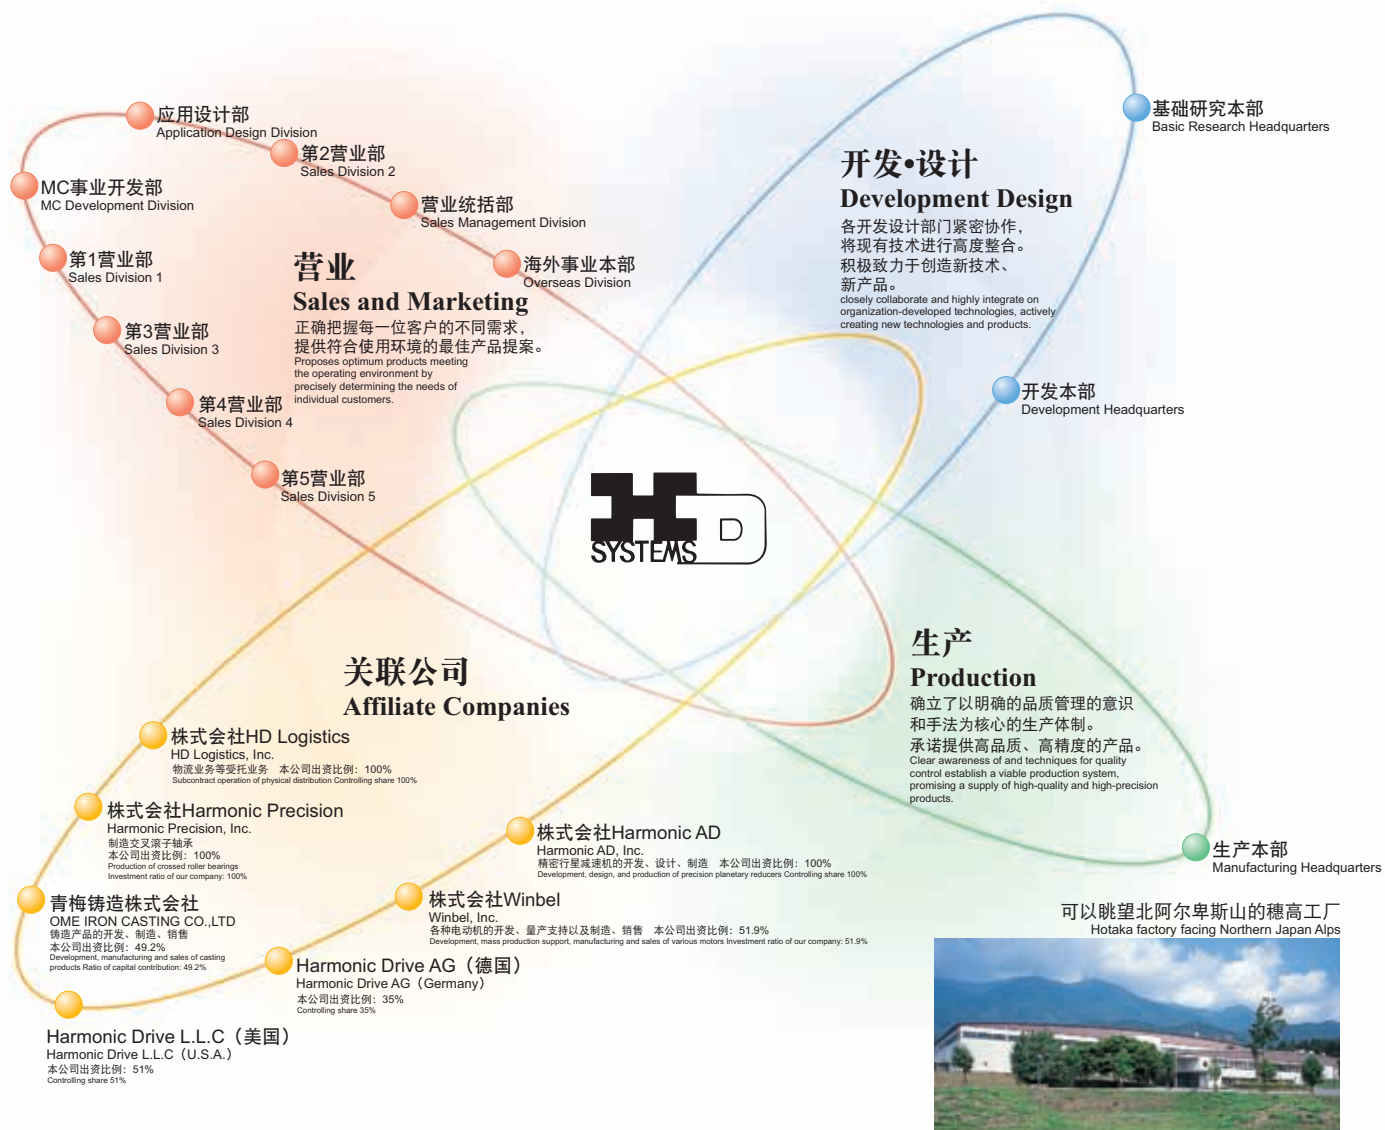 应用设计部
Application Design Division
第2营业部
Sales Division 2
MC事业开发部
MC Development Division
营业统括部
Sales Management Division
第1营业部
Sales Division 1
海外事业本部
Overseas Division
第3营业部
Sales Division 3
第4营业部
Sales Division 4
第5营业部
Sales Division 5
营业
Sales and Marketing
正确把握每一位客户的不同需求，
提供符合使用环境的最佳产品提案。
Proposes optimum products meeting
the operating environment by
precisely determining the needs of
individual customers.
基础研究本部
Basic Research Headquarters
开发•设计
Development Design
各开发设计部门紧密协作，
将现有技术进行高度整合。
积极致力于创造新技术、
新产品。
closely collaborate and highly integrate on
organization-developed technologies, actively
creating new technologies and products.
开发本部
Development Headquarters
HD
SYSTEMS
关联公司
Affiliate Companies
株式会社HD Logistics
HD Logistics, Inc.
物流业务等受托业务 本公司出资比例：100%
Subcontract operation of physical distribution Controlling share 100%
株式会社Harmonic Precision
Harmonic Precision, Inc.
制造交叉滚子轴承
本公司出资比例：100%
Production of crossed roller bearings
Investment ratio of our company: 100%
青梅铸造株式会社
OME IRON CASTING CO.,LTD
铸造产品的开发、制造、销售
本公司出资比例：49.2%
Development, manufacturing and sales of casting
products Ratio of capital contribution: 49.2%
Harmonic Drive L.L.C（美国）
Harmonic Drive L.L.C（U.S.A.）
本公司出资比例：51%
Controlling share 51%
Harmonic Drive AG（德国）
Harmonic Drive AG（Germany）
本公司出资比例：35%
Controlling share 35%
株式会社Winbel
Winbel, Inc.
各种电动机的开发、量产支持以及制造、销售 本公司出资比例：51.9%
Development, mass production support, manufacturing and sales of various motors Investment ratio of our company: 51.9%
株式会社Harmonic AD
Harmonic AD, Inc.
精密行星减速机的开发、设计、制造 本公司出资比例：100%
Development, design, and production of precision planetary reducers Controlling share 100%
生产
Production
确立了以明确的品质管理的意识
和手法为核心的生产体制。
承诺提供高品质、高精度的产品。
Clear awareness of and techniques for quality
control establish a viable production system,
promising a supply of high-quality and high-precision
products.
生产本部
Manufacturing Headquarters
可以眺望北阿尔卑斯山的穗高工厂
Hotaka factory facing Northern Japan Alps